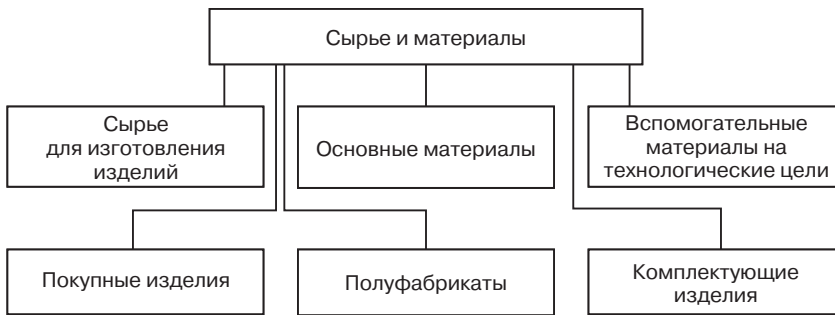 Сырье и материалы
Сырье
для изготовления
изделий
Основные материалы
Вспомогательные
материалы на
технологические цели
Покупные изделия
Полуфабрикаты
Комплектующие
изделия